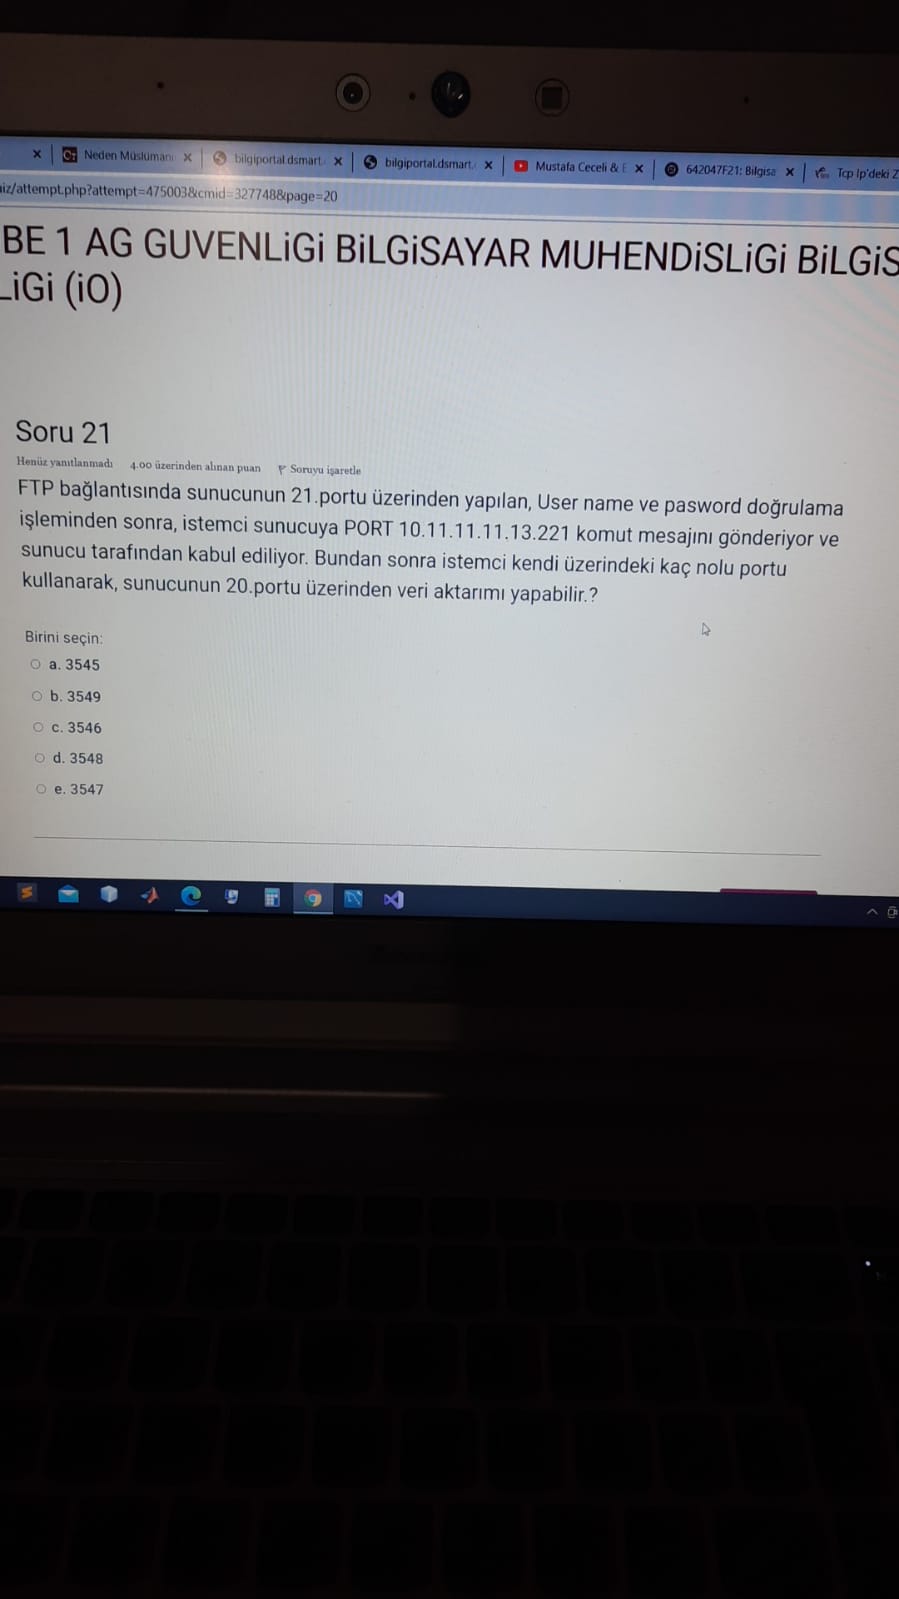 Neden Müslüman
bilgiportal.dsmart.
bilgiportal.dsmart.
Mustafa Ceceli & E
642047F21: Bilgisa
Tcp Ip'deki Z
iz/attempt.php?attempt=475003&cmid=327748&page=20
BE 1 AG GUVENLiGi BiLGiSAYAR MUHENDiSLiGi BiLGiS
LiGi (iO)
Soru 21
Henüz yanıtlanmadı 4.00 üzerinden alınan puan Soruyu işaretle
FTP bağlantısında sunucunun 21.portu üzerinden yapılan, User name ve pasword doğrulama
işleminden sonra, istemci sunucuya PORT 10.11.11.11.13.221 komut mesajını gönderiyor ve
sunucu tarafından kabul ediliyor. Bundan sonra istemci kendi üzerindeki kaç nolu portu
kullanarak, sunucunun 20.portu üzerinden veri aktarımı yapabilir.?
Birini seçin:
a. 3545
b. 3549
c. 3546
d. 3548
e. 3547